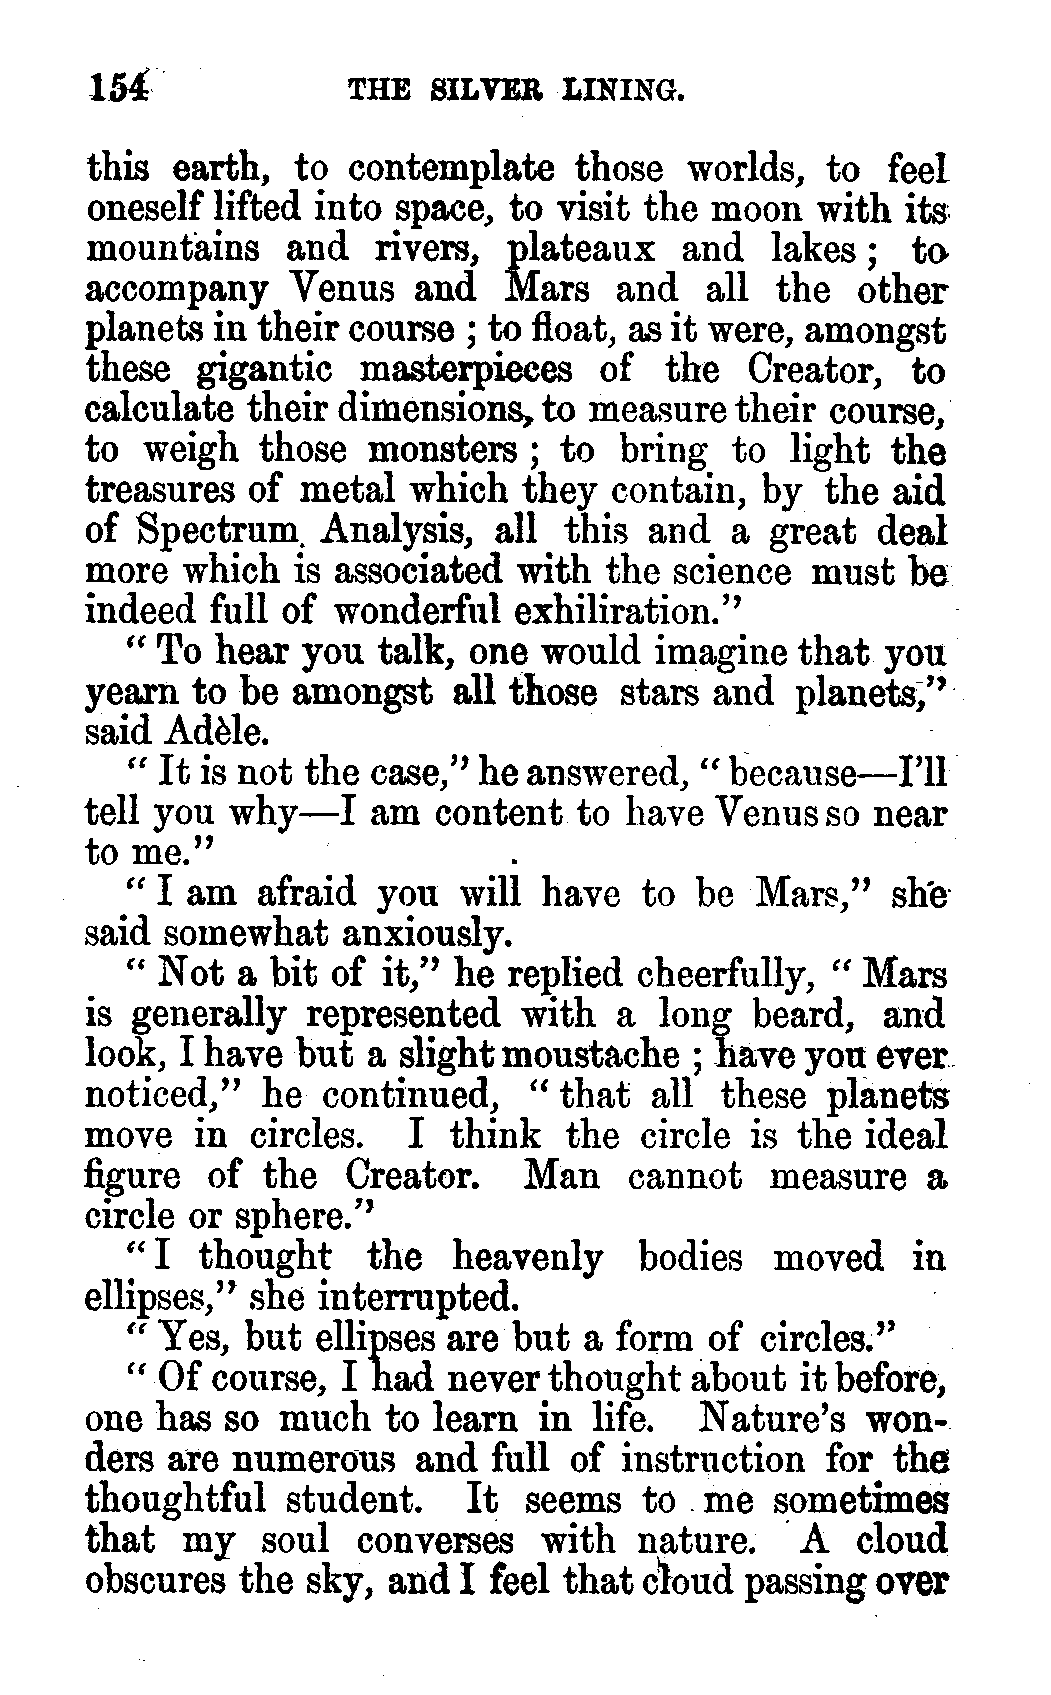 154 THE SILVER LINING.
this earth, to contemplate those worlds, to feel
oneself lifted into space, to visit the moon with its
mountains and rivers, plateaux and lakes ; to
accompany Venus and Mars and all the other
planets in their course ; to float, as it were, amongst
these gigantic masterpieces of the Creator, to
calculate their dimensions, to measure their course,
to weigh those monsters ; to bring to light the
treasures of metal which they contain, by the aid
of Spectrum Analysis, all this and a great deal
more which is associated with the science must be
indeed full of wonderful exhiliration."
" To hear you talk, one would imagine that you
yearn to be amongst all those stars and planets,"
said Adèle.
" It is not the case," he answered, " because—I'll
tell you why—I am content to have Venus so near
to me."
" I am afraid you will have to be Mars," she
said somewhat anxiously.
" Not a bit of it," he replied cheerfully, " Mars
is generally represented with a long beard, and
look, I have but a slight moustache ; have you ever
noticed," he continued, " that all these planets
move in circles. I think the circle is the ideal
figure of the Creator. Man cannot measure a
circle or sphere."
" I thought the heavenly bodies moved in
ellipses," she interrupted.
" Yes, but ellipses are but a form of circles."
" Of course, I had never thought about it before,
one has so much to learn in life. Nature's won-
ders are numerous and full of instruction for the
thoughtful student. It seems to me sometimes
that my soul converses with nature. A cloud
obscures the sky, and I feel that cloud passing over